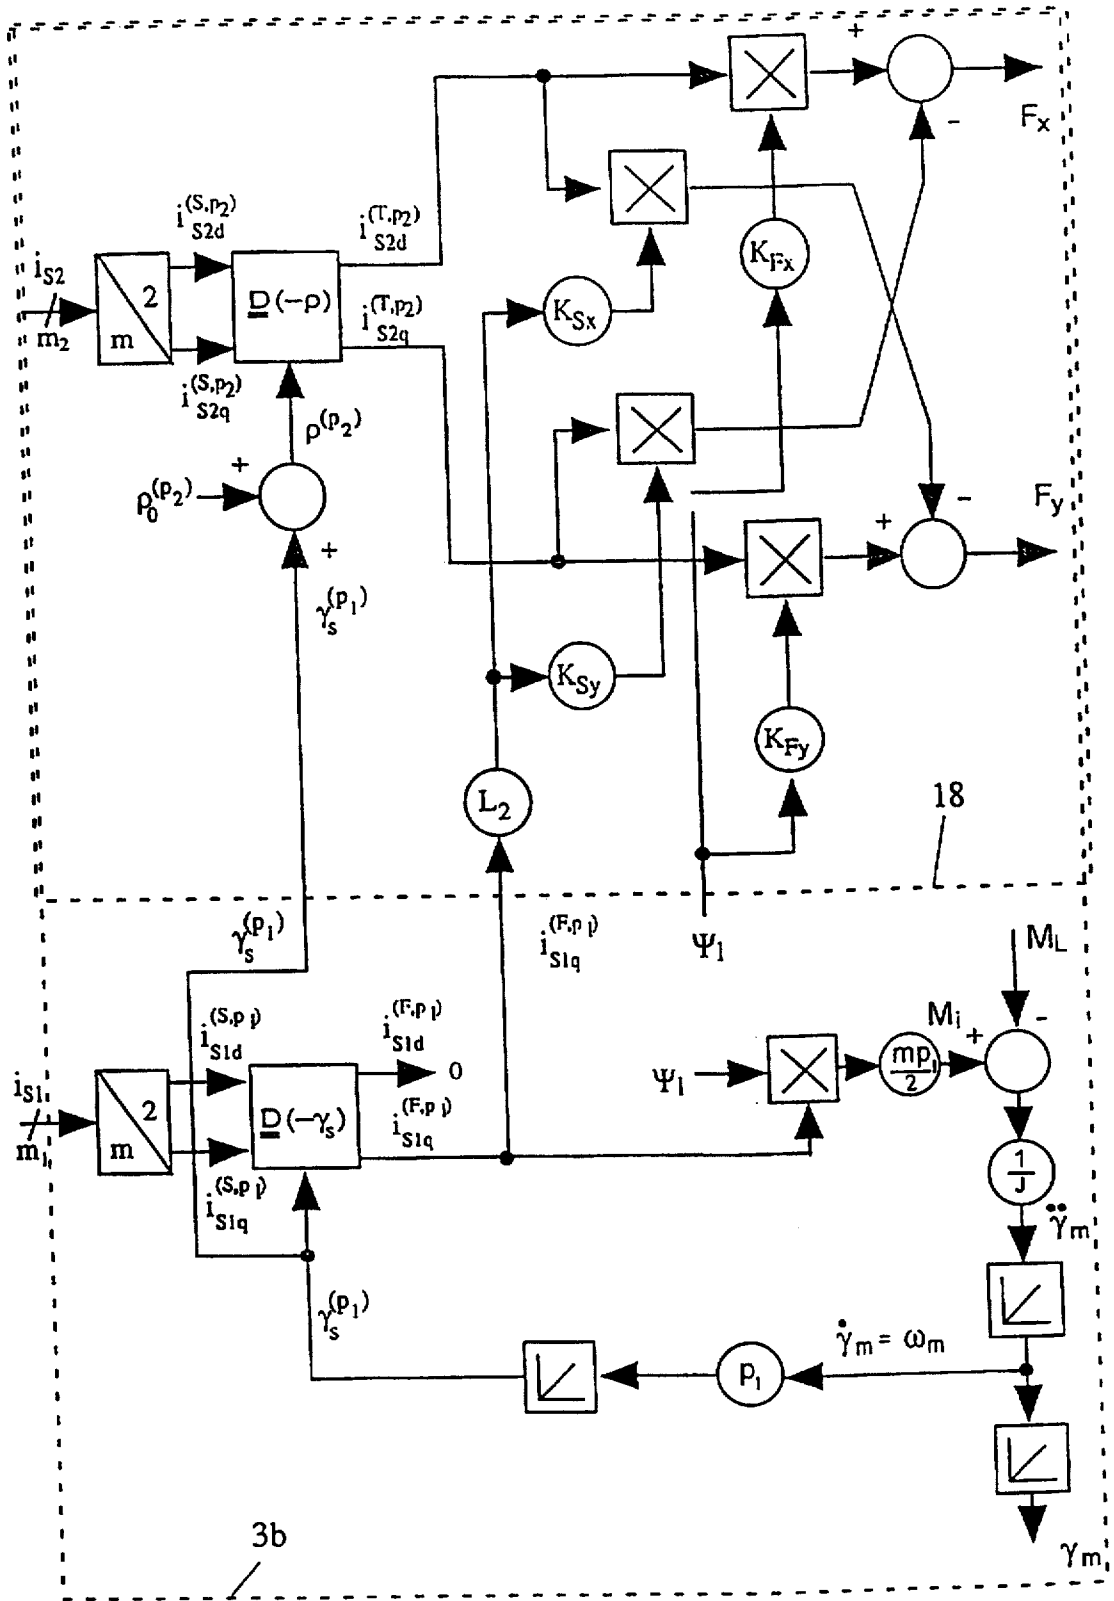 +
F_x
-
i_S2
m_2
2
m
i_S2d^(S,p_2)
i_S2q^(S,p_2)
D(-ρ)
i_S2d^(T,p_2)
i_S2q^(T,p_2)
K_Sx
K_Fx
ρ^(p_2)
+
ρ_0^(p_2)
+
γ_s^(p_1)
-
F_y
+
K_Sy
K_Fy
L_2
18
γ_s^(p_1)
i_S1q^(F,p_1)
Ψ_1
M_L
-
i_S1
m_1
2
m
i_S1d^(S,p_1)
i_S1q^(S,p_1)
D(-γ_s)
i_S1d^(F,p_1)
0
i_S1q^(F,p_1)
Ψ_1
mp_1
2
M_i
+
1
J
γ̈_m
γ_s^(p_1)
p_1
γ̇_m = ω_m
3b
γ_m